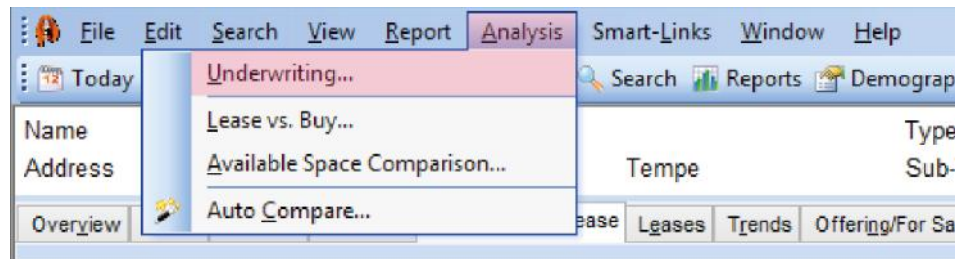 File Edit Search View Report Analysis Smart-Links Window Help
12 Today Search Reports Demograp
Underwriting...
Lease vs. Buy...
Name Type
Available Space Comparison...
Address Tempe Sub-
Auto Compare...
Overview ease Leases Trends Offering/For Sa